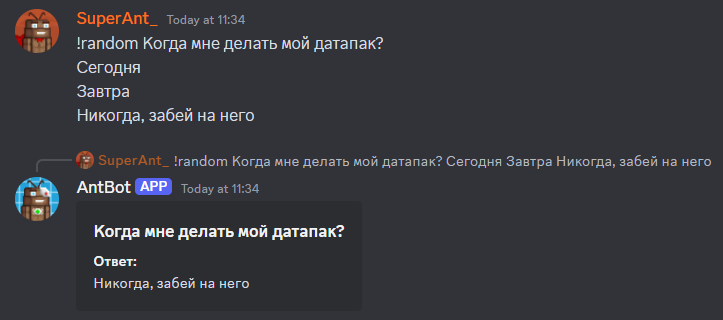 SuperAnt_ Today at 11:34
!random Когда мне делать мой датапак?
Сегодня
Завтра
Никогда, забей на него
SuperAnt_ !random Когда мне делать мой датапак? Сегодня Завтра Никогда, забей на него
AntBot APP Today at 11:34
Когда мне делать мой датапак?
Ответ:
Никогда, забей на него